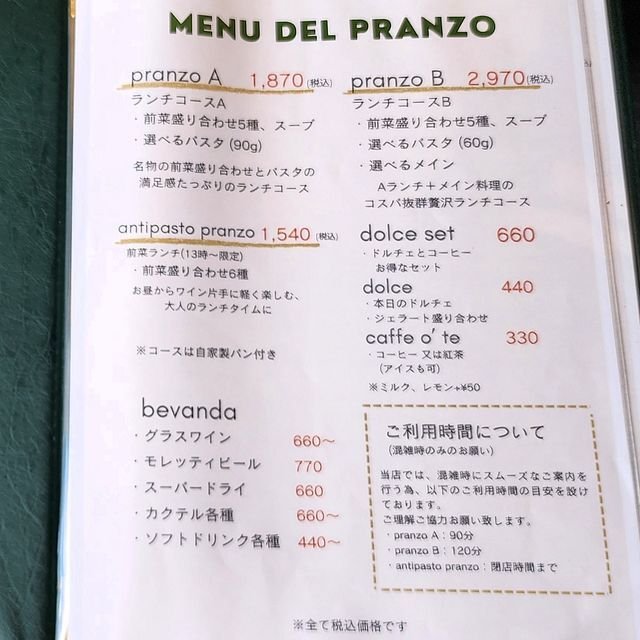 MENU DEL PRANZO
pranzo A 1,870(税込)
ランチコースA
・前菜盛り合わせ5種、スープ
・選べるパスタ (90g)
名物の前菜盛り合わせとパスタの
満足感たっぷりのランチコース
pranzo B 2,970(税込)
ランチコースB
・前菜盛り合わせ5種、スープ
・選べるパスタ (60g)
・選べるメイン
Aランチ+メイン料理の
コスパ抜群贅沢ランチコース
antipasto pranzo 1,540(税込)
前菜ランチ(13時〜限定)
・前菜盛り合わせ6種
お昼からワイン片手に軽く楽しむ、
大人のランチタイムに
※コースは自家製パン付き
dolce set 660
・ドルチェとコーヒー
お得なセット
dolce 440
・本日のドルチェ
・ジェラート盛り合わせ
caffe o' te 330
・コーヒー 又は紅茶
(アイスも可)
※ミルク、レモン+¥50
bevanda
・グラスワイン 660〜
・モレッティビール 770
・スーパードライ 660
・カクテル各種 660〜
・ソフトドリンク各種 440〜
ご利用時間について
(混雑時のみのお願い)
当店では、混雑時にスムーズなご案内を
行う為、以下のご利用時間の目安を設け
ております。
ご理解ご協力お願い致します。
・pranzo A：90分
・pranzo B：120分
・antipasto pranzo：閉店時間まで
※全て税込価格です